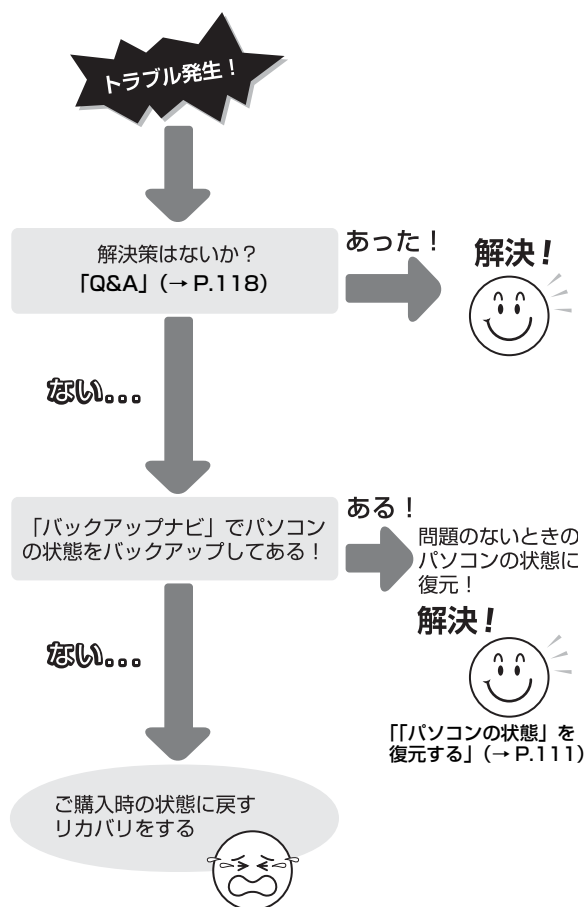 トラブル発生！
解決策はないか？
「Q&A」（→ P.118）
あった！
解決！
ない...
「バックアップナビ」でパソコン
の状態をバックアップしてある！
ある！
問題のないときの
パソコンの状態に
復元！
解決！
「「パソコンの状態」を
復元する」（→ P.111）
ない...
ご購入時の状態に戻す
リカバリをする